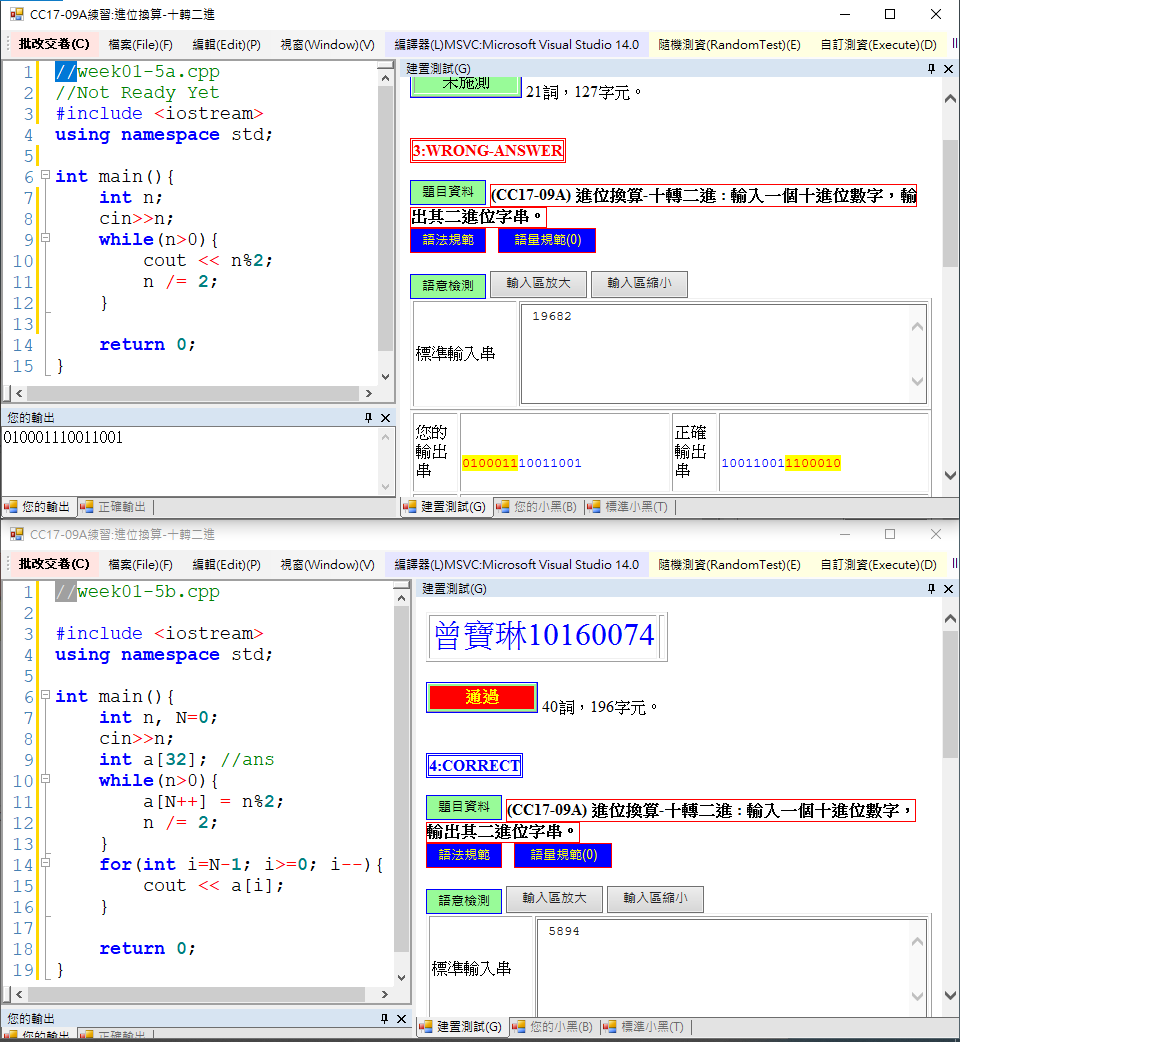 CC17-09A練習:進位換算-十轉二進
批改交卷(C) 檔案(File)(F) 編輯(Edit)(P) 視窗(Window)(V) 編譯器(L)MSVC:Microsoft Visual Studio 14.0 隨機測資(RandomTest)(E) 自訂測資(Execute)(D)
1 //week01-5a.cpp
2 //Not Ready Yet
3 #include <iostream>
4 using namespace std;
5
6 int main(){
7 int n;
8 cin>>n;
9 while(n>0){
10 cout << n%2;
11 n /= 2;
12 }
13
14 return 0;
15 }
您的輸出
010001110011001
您的輸出 正確輸出
建置測試(G)
未施測 21詞，127字元。
3:WRONG-ANSWER
題目資料 (CC17-09A) 進位換算-十轉二進：輸入一個十進位數字，輸
出其二進位字串。
語法規範 語量規範(0)
語意檢測 輸入區放大 輸入區縮小
標準輸入串 19682
您的
輸出
串 010001110011001
正確
輸出
串 100110011100010
建置測試(G) 您的小黑(B) 標準小黑(T)
CC17-09A練習:進位換算-十轉二進
批改交卷(C) 檔案(File)(F) 編輯(Edit)(P) 視窗(Window)(V) 編譯器(L)MSVC:Microsoft Visual Studio 14.0 隨機測資(RandomTest)(E) 自訂測資(Execute)(D)
1 //week01-5b.cpp
2
3 #include <iostream>
4 using namespace std;
5
6 int main(){
7 int n, N=0;
8 cin>>n;
9 int a[32]; //ans
10 while(n>0){
11 a[N++] = n%2;
12 n /= 2;
13 }
14 for(int i=N-1; i>=0; i--){
15 cout << a[i];
16 }
17
18 return 0;
19 }
您的輸出
您的輸出 正確輸出
建置測試(G)
曾寶琳10160074
通過 40詞，196字元。
4:CORRECT
題目資料 (CC17-09A) 進位換算-十轉二進：輸入一個十進位數字，
輸出其二進位字串。
語法規範 語量規範(0)
語意檢測 輸入區放大 輸入區縮小
標準輸入串 5894
建置測試(G) 您的小黑(B) 標準小黑(T)